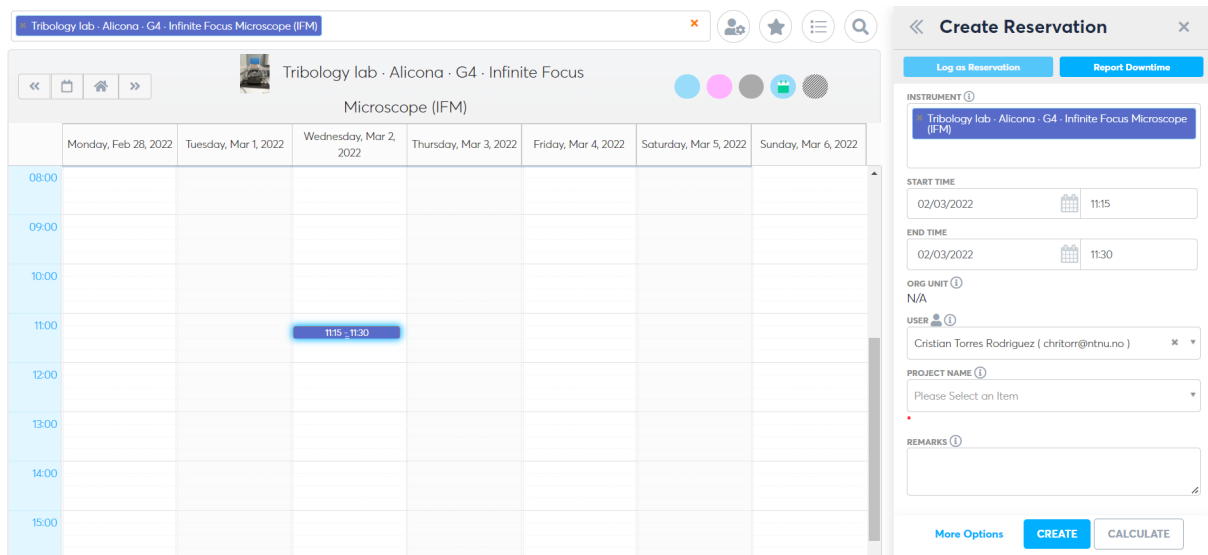 × Tribology lab · Alicona · G4 · Infinite Focus Microscope (IFM) ×
Tribology lab · Alicona · G4 · Infinite Focus
Microscope (IFM)
Monday, Feb 28, 2022 Tuesday, Mar 1, 2022 Wednesday, Mar 2, 2022 Thursday, Mar 3, 2022 Friday, Mar 4, 2022 Saturday, Mar 5, 2022 Sunday, Mar 6, 2022
08:00
09:00
10:00
11:00
11:15 - 11:30
12:00
13:00
14:00
15:00
Create Reservation ×
Log as Reservation Report Downtime
INSTRUMENT
× Tribology lab · Alicona · G4 · Infinite Focus Microscope
(IFM)
START TIME
02/03/2022 11:15
END TIME
02/03/2022 11:30
ORG UNIT
N/A
USER
Cristian Torres Rodriguez ( chritorr@ntnu.no ) ×
PROJECT NAME
Please Select an Item
*
REMARKS
More Options CREATE CALCULATE